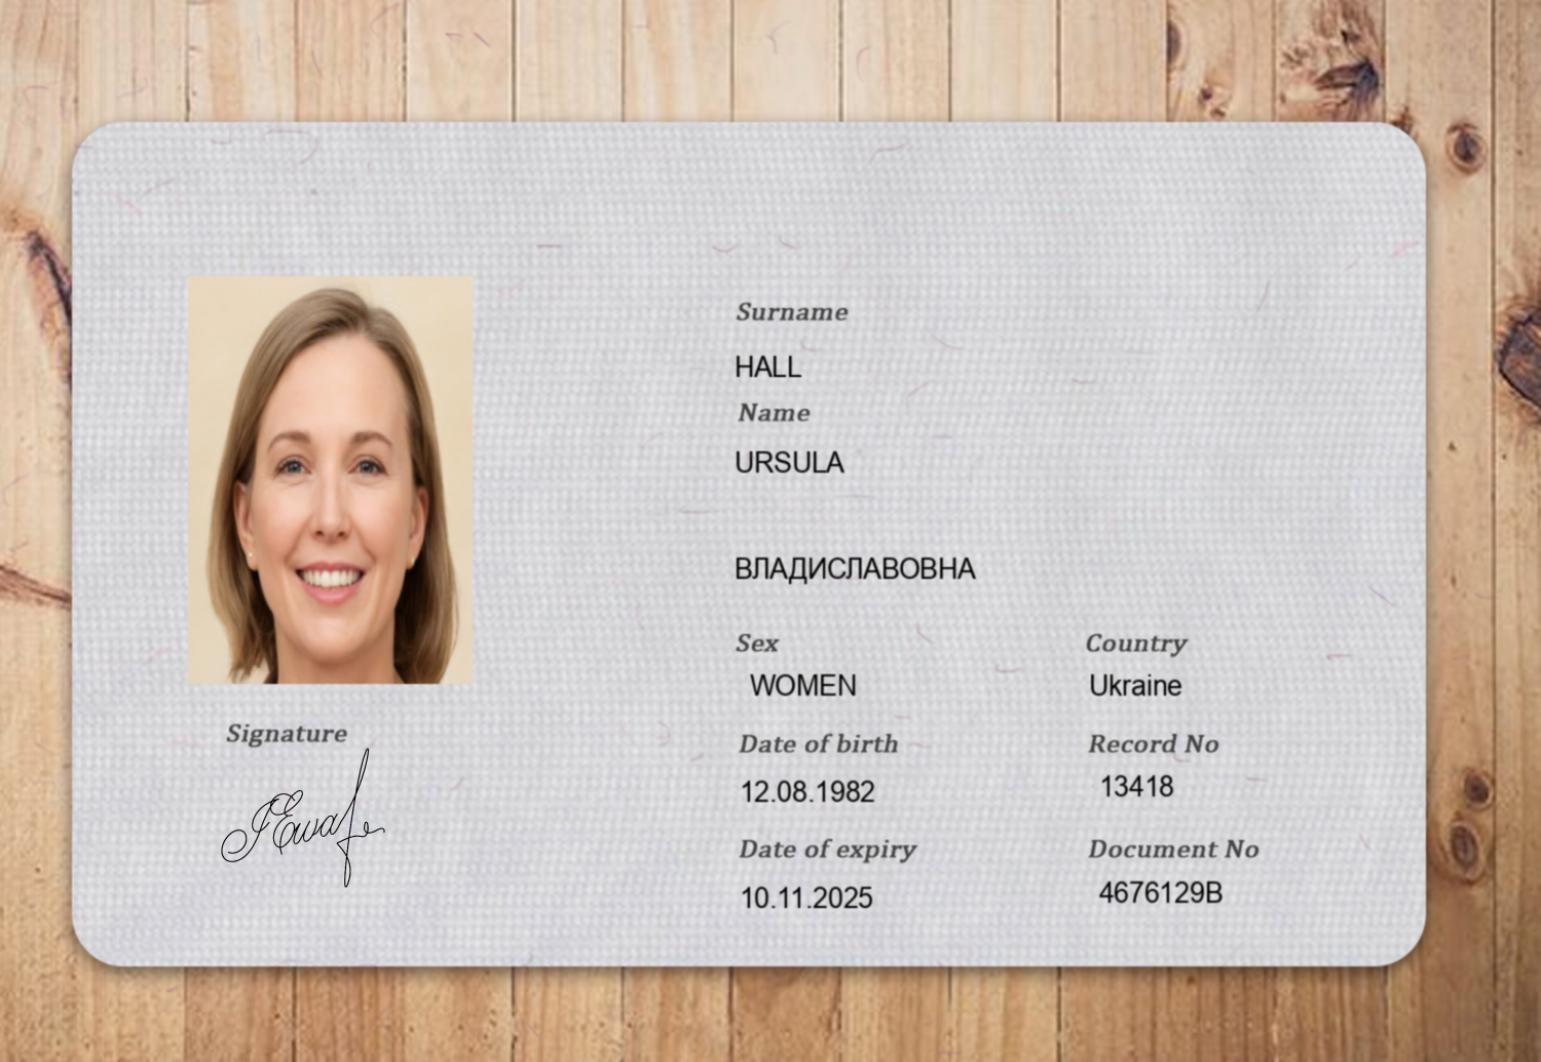 Surname
HALL
Name
URSULA
ВЛАДИСЛАВОВНА
Sex
WOMEN
Country
Ukraine
Date of birth
12.08.1982
Record No
13418
Date of expiry
10.11.2025
Document No
4676129B
Signature